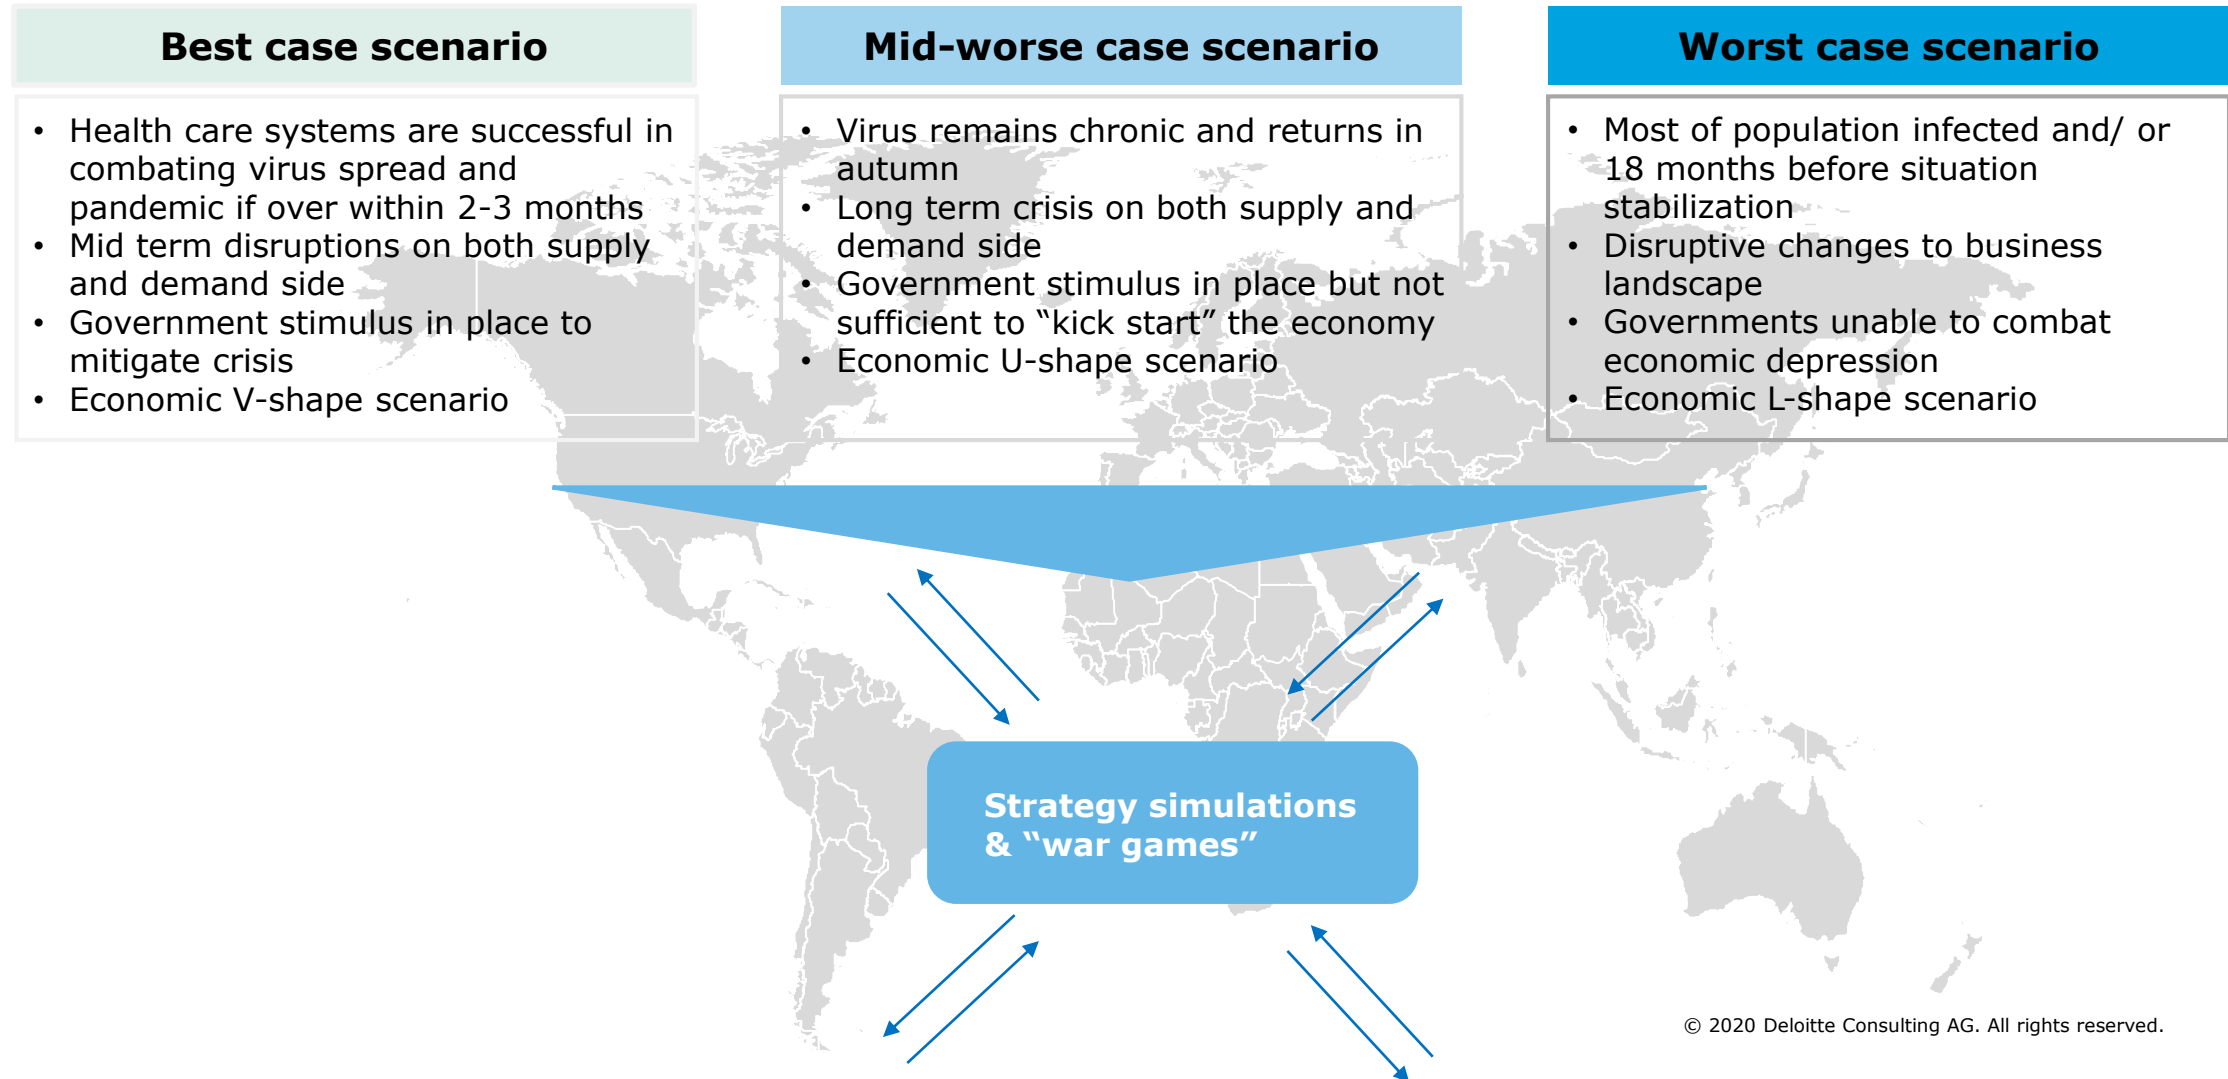 Best case scenario
• Health care systems are successful in
combating virus spread and
pandemic if over within 2-3 months
• Mid term disruptions on both supply
and demand side
• Government stimulus in place to
mitigate crisis
• Economic V-shape scenario
Mid-worse case scenario
• Virus remains chronic and returns in
autumn
• Long term crisis on both supply and
demand side
• Government stimulus in place but not
sufficient to “kick start” the economy
• Economic U-shape scenario
Worst case scenario
• Most of population infected and/ or
18 months before situation
stabilization
• Disruptive changes to business
landscape
• Governments unable to combat
economic depression
• Economic L-shape scenario
Strategy simulations
& “war games”
© 2020 Deloitte Consulting AG. All rights reserved.